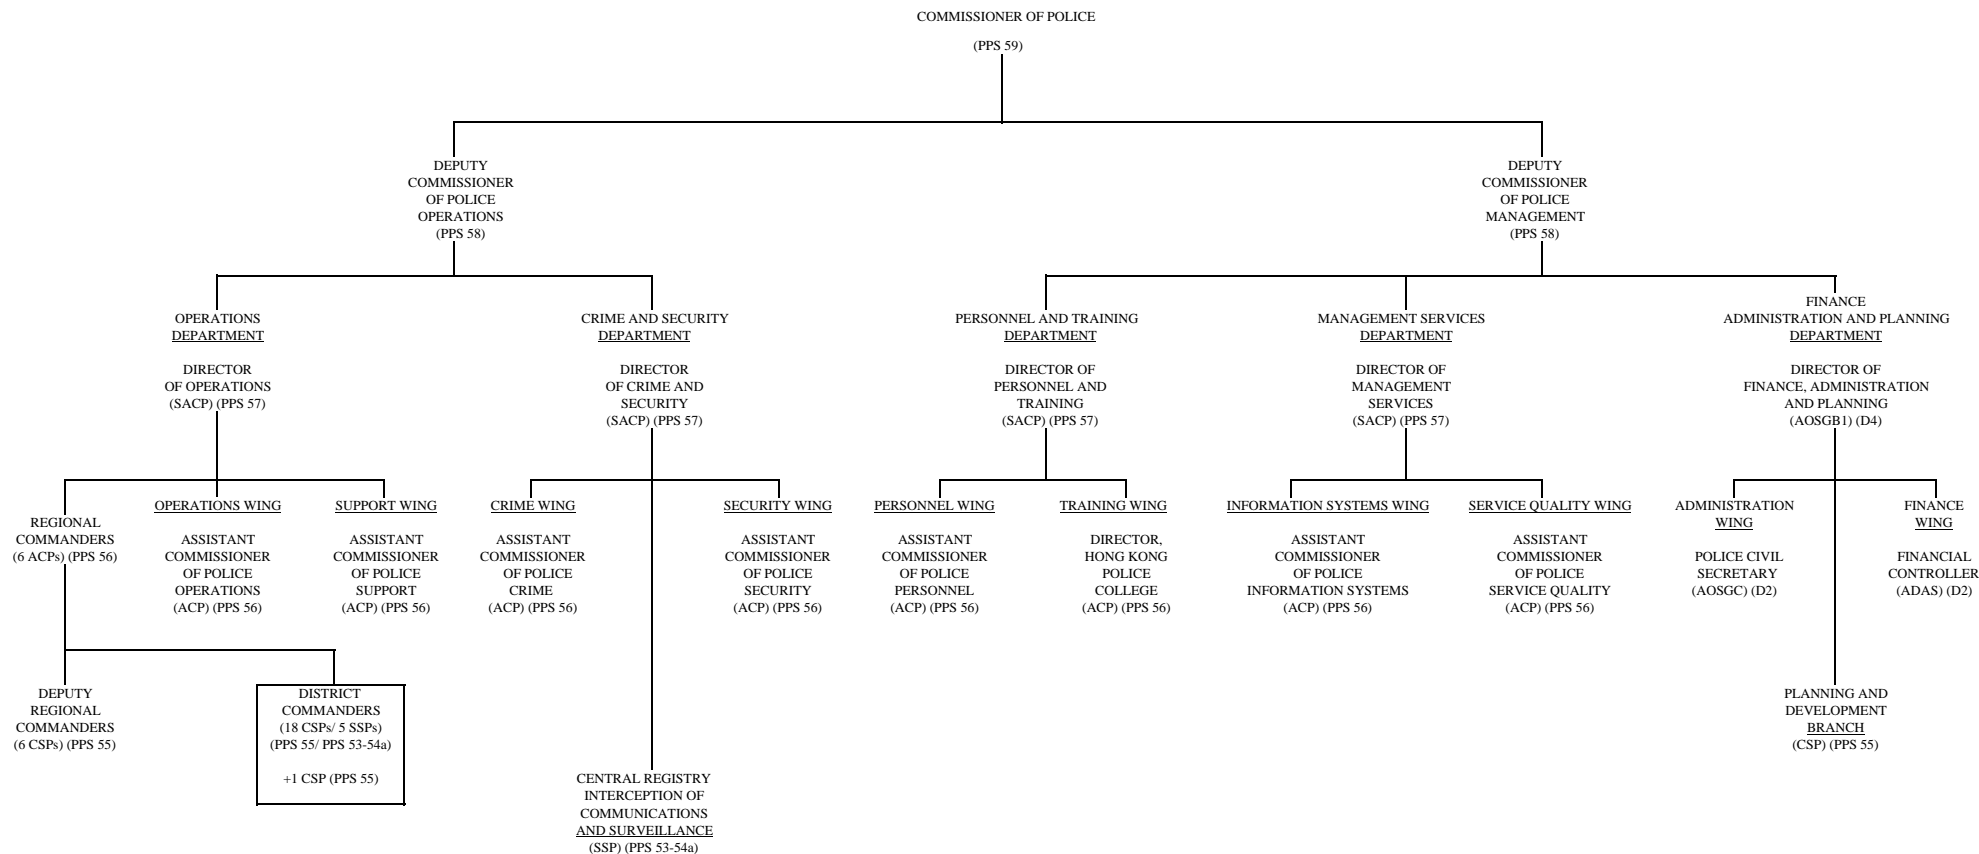 COMMISSIONER OF POLICE
(PPS 59)
DEPUTY
COMMISSIONER
OF POLICE
OPERATIONS
(PPS 58)
DEPUTY
COMMISSIONER
OF POLICE
MANAGEMENT
(PPS 58)
OPERATIONS
DEPARTMENT
DIRECTOR
OF OPERATIONS
(SACP) (PPS 57)
CRIME AND SECURITY
DEPARTMENT
DIRECTOR
OF CRIME AND
SECURITY
(SACP) (PPS 57)
PERSONNEL AND TRAINING
DEPARTMENT
DIRECTOR OF
PERSONNEL AND
TRAINING
(SACP) (PPS 57)
MANAGEMENT SERVICES
DEPARTMENT
DIRECTOR OF
MANAGEMENT
SERVICES
(SACP) (PPS 57)
FINANCE
ADMINISTRATION AND PLANNING
DEPARTMENT
DIRECTOR OF
FINANCE, ADMINISTRATION
AND PLANNING
(AOSGB1) (D4)
REGIONAL
COMMANDERS
(6 ACPs) (PPS 56)
OPERATIONS WING
ASSISTANT
COMMISSIONER
OF POLICE
OPERATIONS
(ACP) (PPS 56)
SUPPORT WING
ASSISTANT
COMMISSIONER
OF POLICE
SUPPORT
(ACP) (PPS 56)
CRIME WING
ASSISTANT
COMMISSIONER
OF POLICE
CRIME
(ACP) (PPS 56)
SECURITY WING
ASSISTANT
COMMISSIONER
OF POLICE
SECURITY
(ACP) (PPS 56)
PERSONNEL WING
ASSISTANT
COMMISSIONER
OF POLICE
PERSONNEL
(ACP) (PPS 56)
TRAINING WING
DIRECTOR,
HONG KONG
POLICE
COLLEGE
(ACP) (PPS 56)
INFORMATION SYSTEMS WING
ASSISTANT
COMMISSIONER
OF POLICE
INFORMATION SYSTEMS
(ACP) (PPS 56)
SERVICE QUALITY WING
ASSISTANT
COMMISSIONER
OF POLICE
SERVICE QUALITY
(ACP) (PPS 56)
ADMINISTRATION
WING
POLICE CIVIL
SECRETARY
(AOSGC) (D2)
FINANCE
WING
FINANCIAL
CONTROLLER
(ADAS) (D2)
DEPUTY
REGIONAL
COMMANDERS
(6 CSPs) (PPS 55)
DISTRICT
COMMANDERS
(18 CSPs/ 5 SSPs)
(PPS 55/ PPS 53-54a)
+1 CSP (PPS 55)
CENTRAL REGISTRY
INTERCEPTION OF
COMMUNICATIONS
AND SURVEILLANCE
(SSP) (PPS 53-54a)
PLANNING AND
DEVELOPMENT
BRANCH
(CSP) (PPS 55)